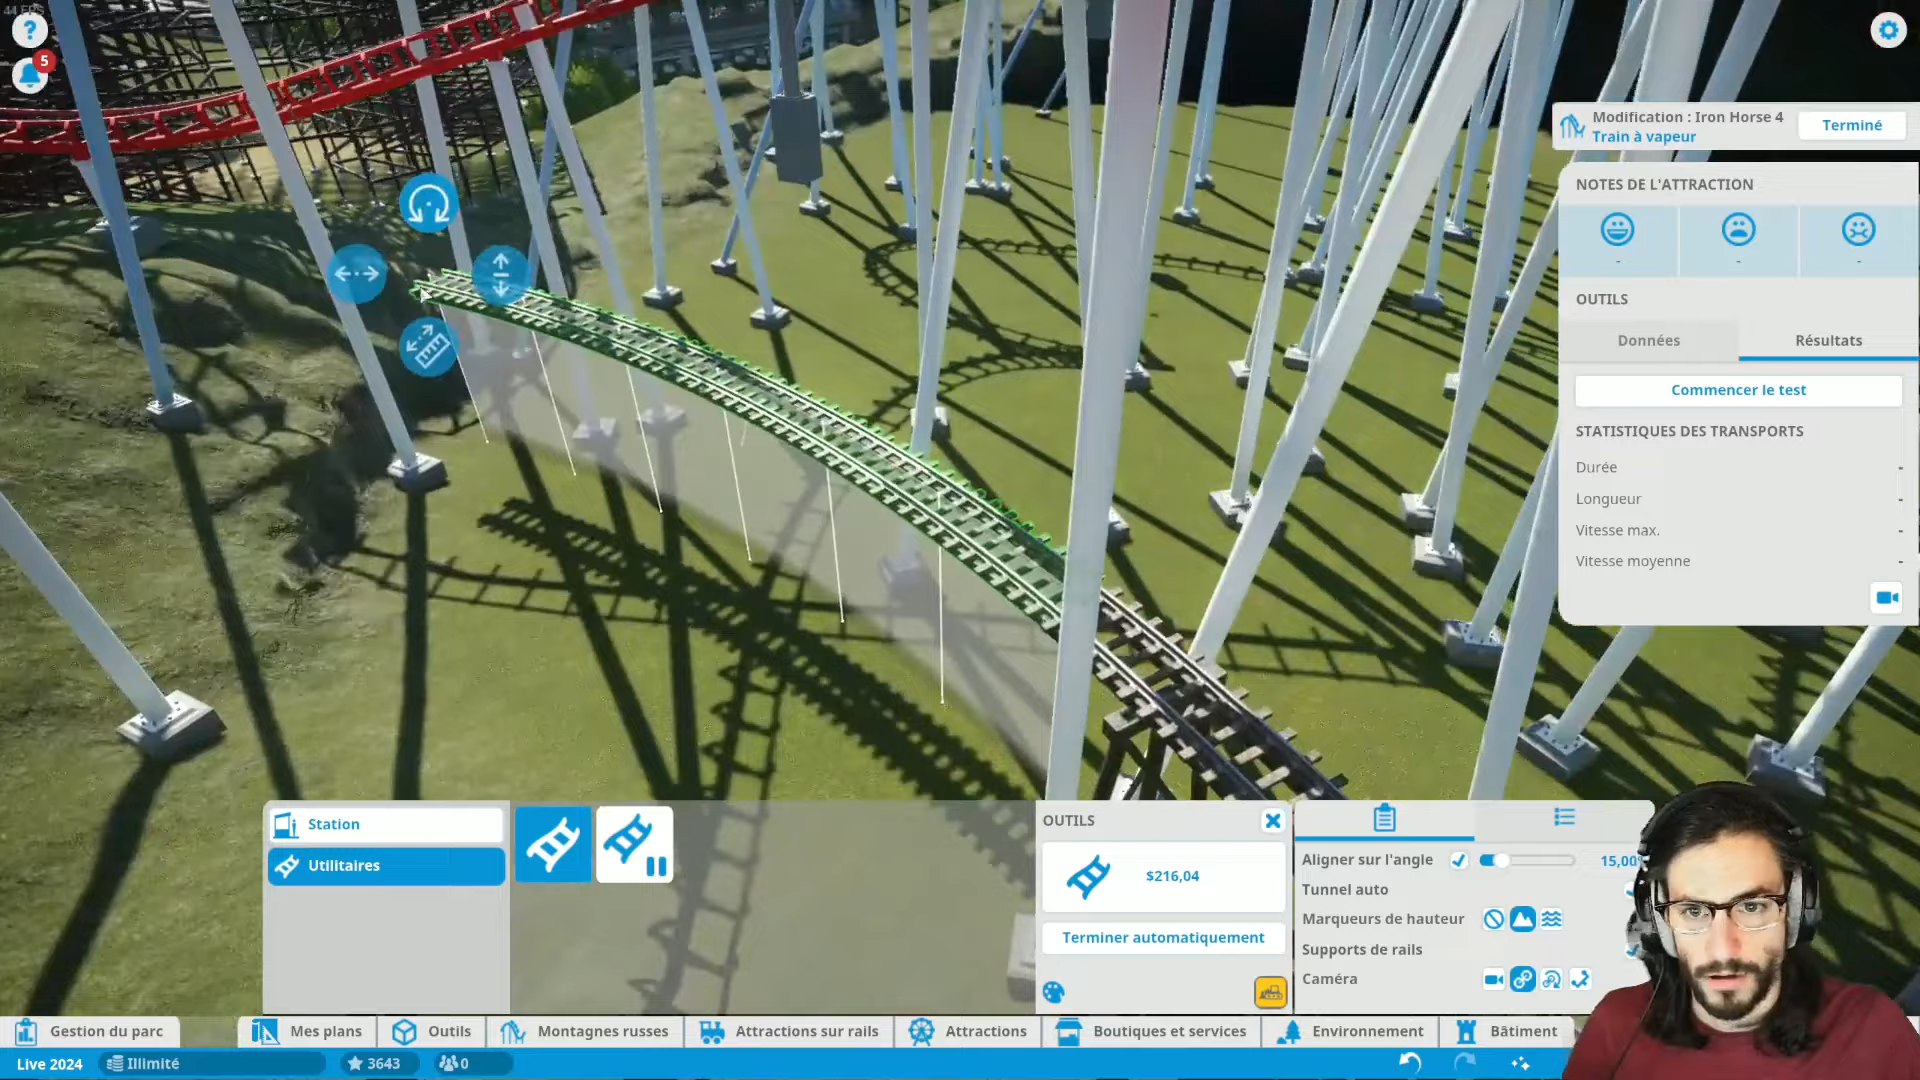 44 FPS
5
Modification : Iron Horse 4
Train à vapeur
Terminé
NOTES DE L'ATTRACTION
- - -
OUTILS
Données
Résultats
Commencer le test
STATISTIQUES DES TRANSPORTS
Durée -
Longueur -
Vitesse max. -
Vitesse moyenne -
Station
Utilitaires
OUTILS
$216,04
Terminer automatiquement
Aligner sur l'angle 15,00
Tunnel auto
Marqueurs de hauteur
Supports de rails
Caméra
Gestion du parc
Mes plans
Outils
Montagnes russes
Attractions sur rails
Attractions
Boutiques et services
Environnement
Bâtiment
Live 2024
Illimité
3643
0